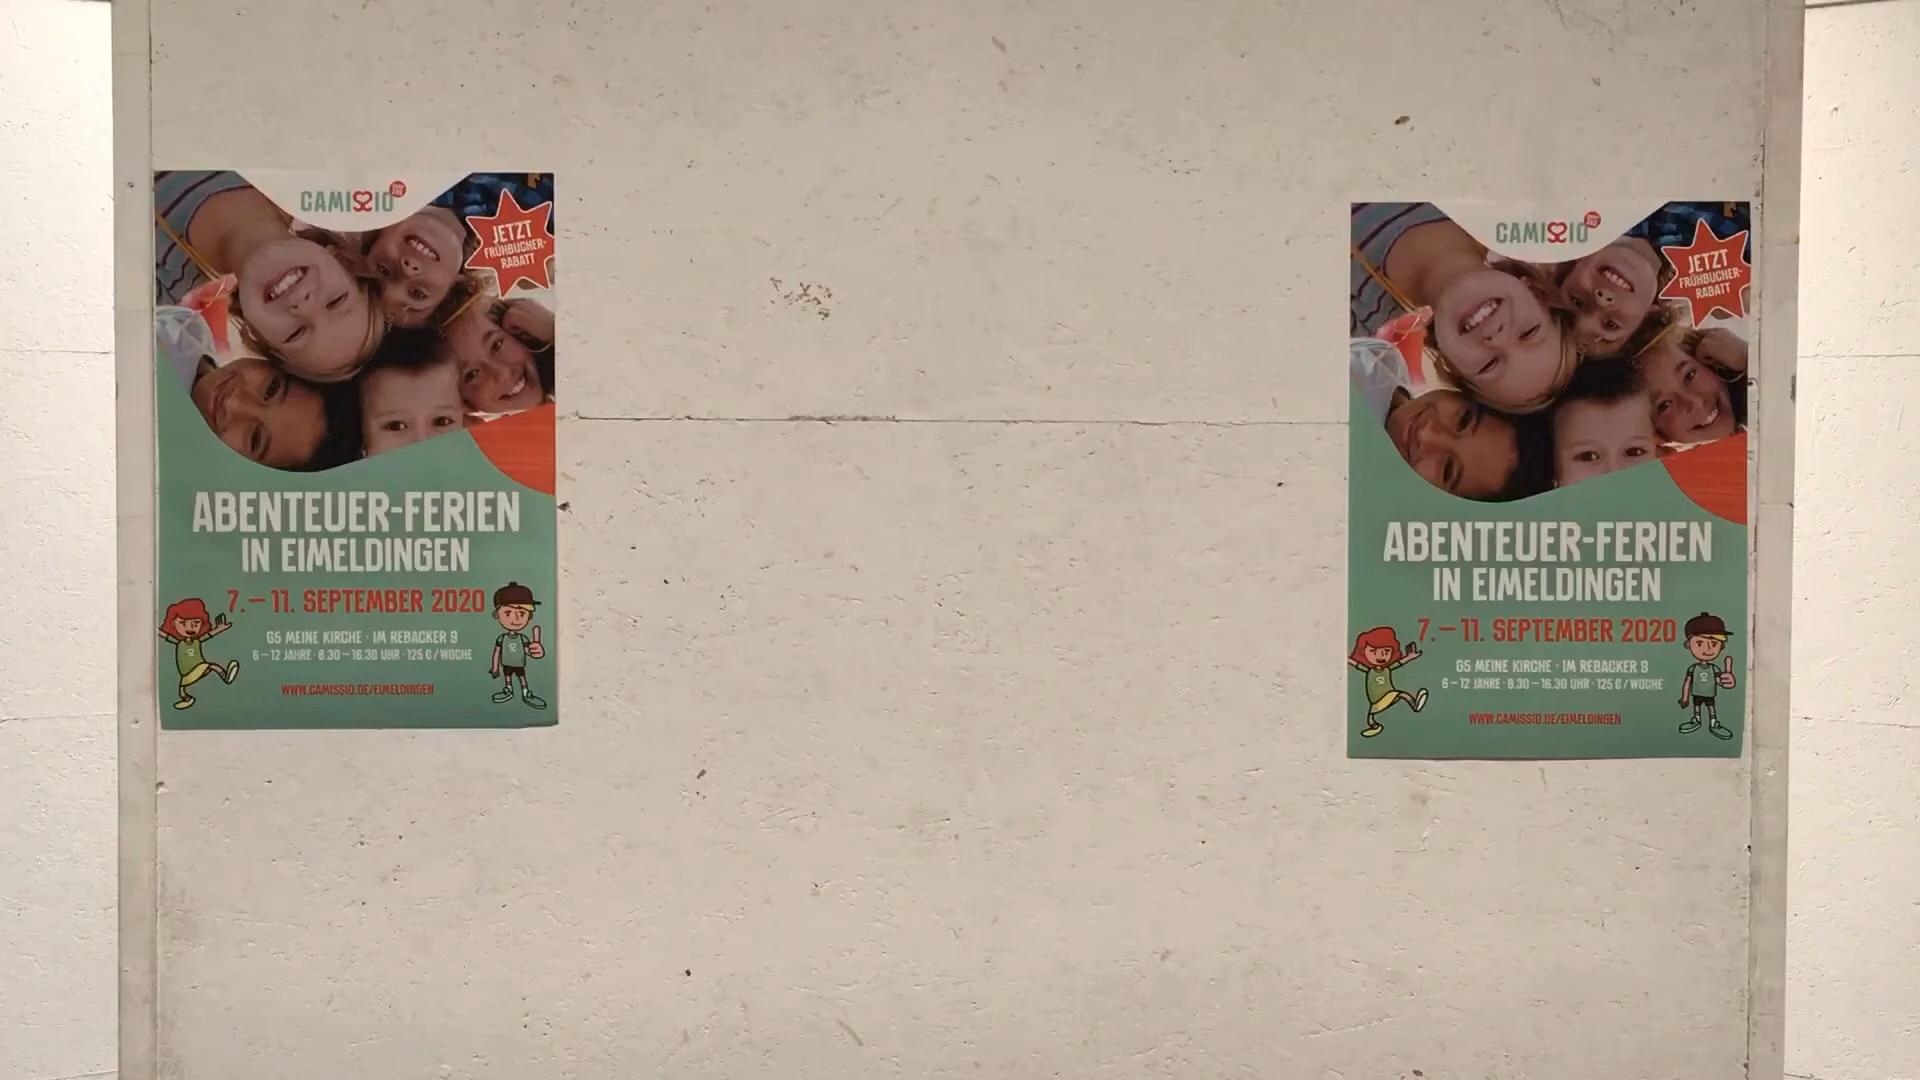 CAMISSIO
JETZT
FRÜHBUCHER-
RABATT
ABENTEUER-FERIEN
IN EIMELDINGEN
7. – 11. SEPTEMBER 2020
G5 MEINE KIRCHE · IM REBACKER 9
6 – 12 JAHRE · 8.30 – 16.30 UHR · 125 € / WOCHE
WWW.CAMISSIO.DE/EIMELDINGEN
CAMISSIO
JETZT
FRÜHBUCHER-
RABATT
ABENTEUER-FERIEN
IN EIMELDINGEN
7. – 11. SEPTEMBER 2020
G5 MEINE KIRCHE · IM REBACKER 9
6 – 12 JAHRE · 8.30 – 16.30 UHR · 125 € / WOCHE
WWW.CAMISSIO.DE/EIMELDINGEN